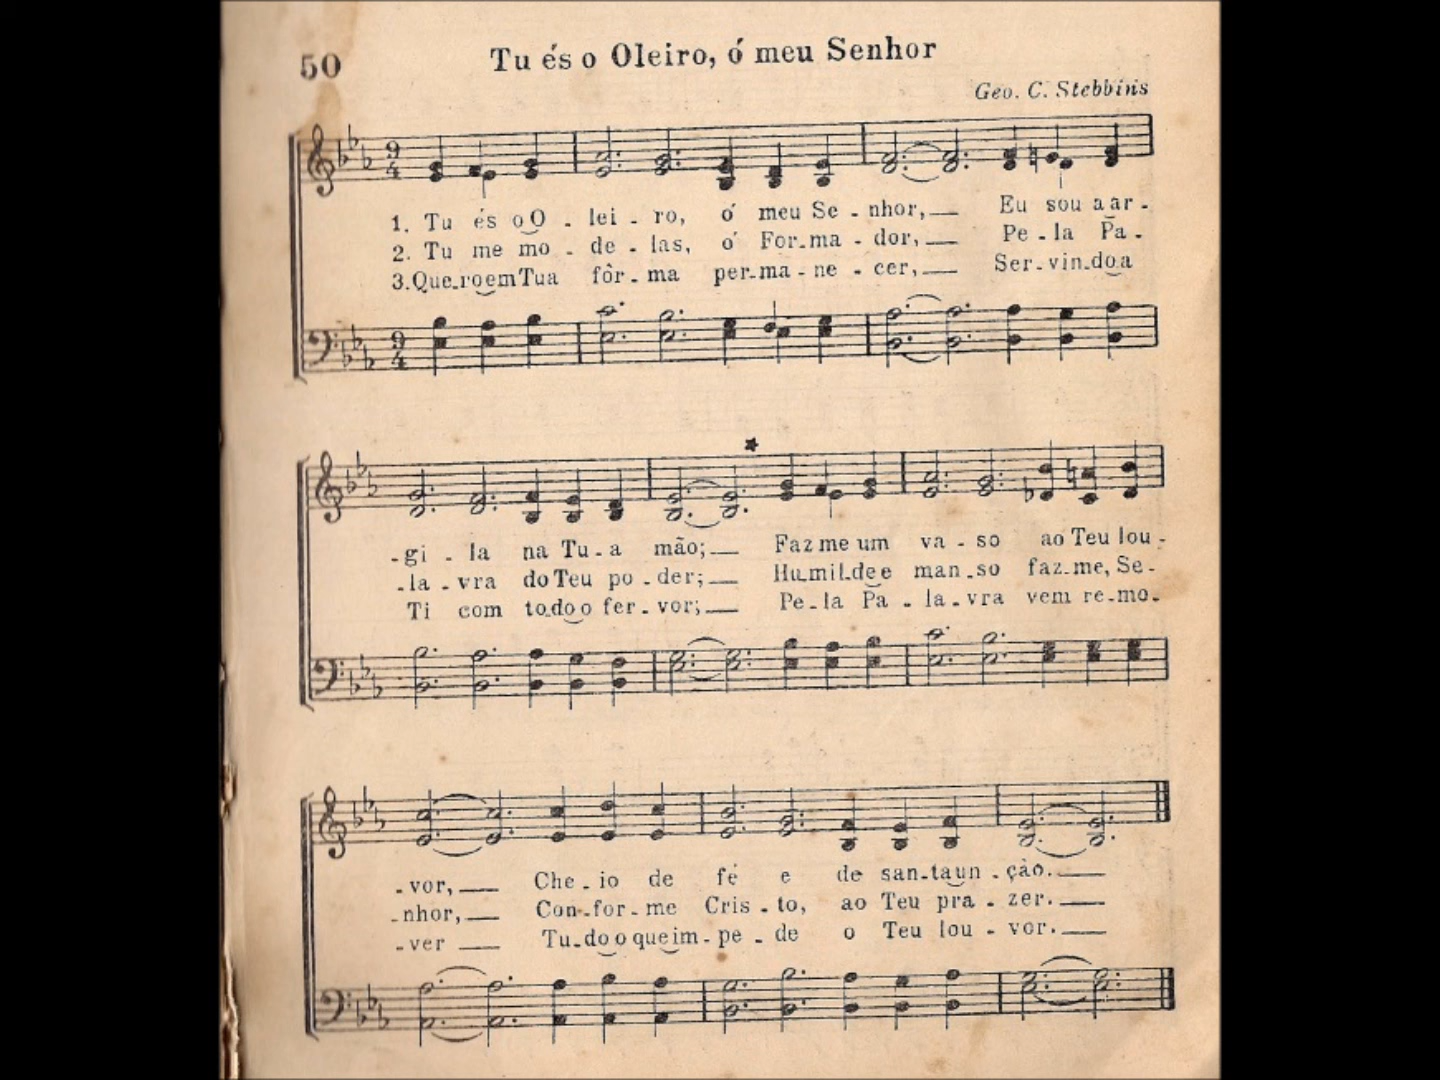 50
Tu és o Oleiro, ó meu Senhor
Geo. C. Stebbins
9
4
1. Tu és o O - lei - ro, ó meu Se - nhor, Eu sou a ar -
2. Tu me mo - de - las, ó For-ma - dor, Pe - la Pa -
3. Que-ro em Tua fôr - ma per-ma-ne - cer, Ser-vin-do a
9
4
- gi - la na Tu - a mão; Faz me um va - so ao Teu lou -
- la - vra do Teu po - der; Hu-mil-de e man - so faz-me, Se -
Ti com to-do o fer - vor; Pe - la Pa - la - vra vem re-mo -
- vor, Che - io de fé e de san-ta un - ção.
- nhor, Con-for - me Cris - to, ao Teu pra - zer.
- ver Tu-do o que im - pe - de o Teu lou - vor.